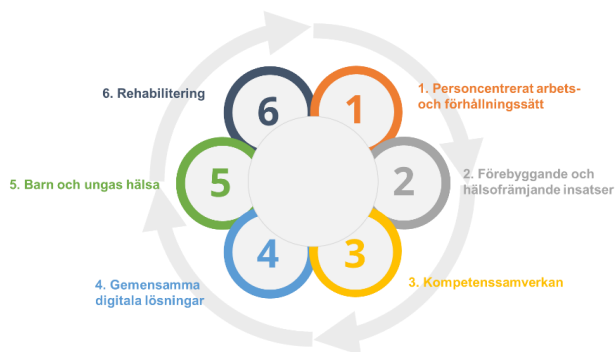 6. Rehabilitering
6
1
1. Personcentrerat arbets-
och förhållningssätt
5. Barn och ungas hälsa
5
2
2. Förebyggande och
hälsofrämjande insatser
4. Gemensamma
digitala lösningar
4
3
3. Kompetenssamverkan